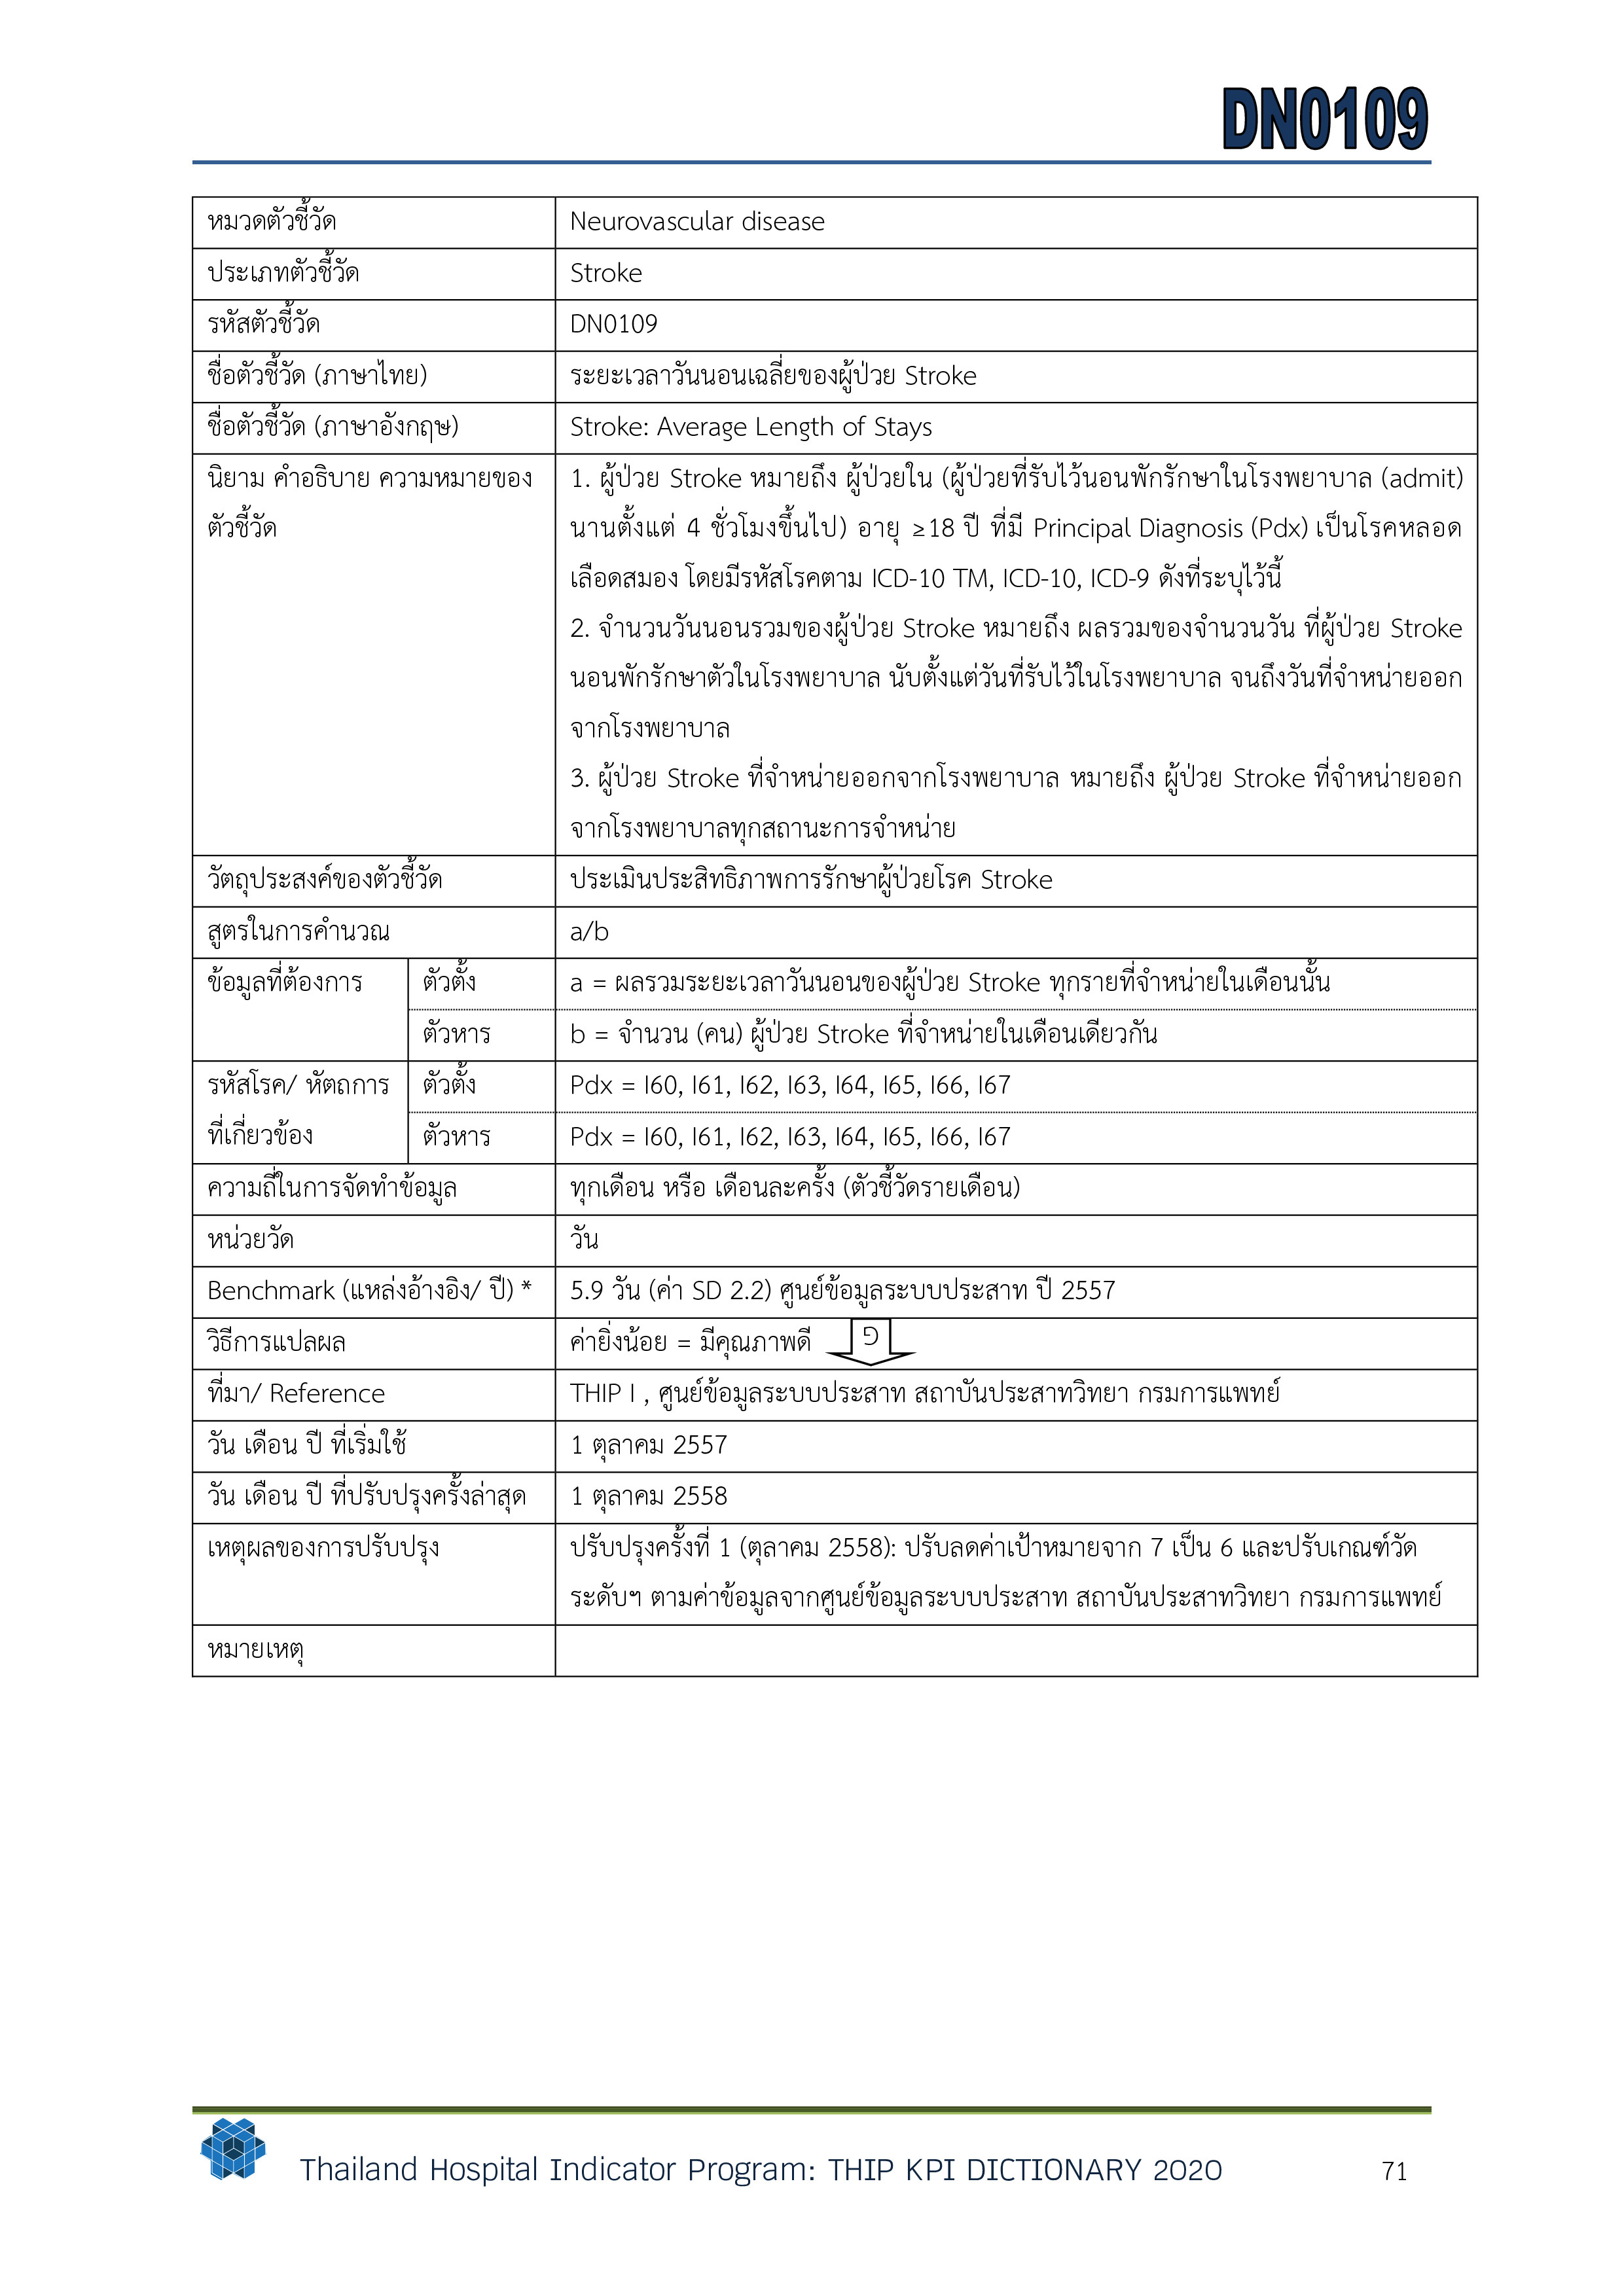 DN0109
หมวดตัวชี้วัด Neurovascular disease
ประเภทตัวชี้วัด Stroke
รหัสตัวชี้วัด DN0109
ชื่อตัวชี้วัด (ภาษาไทย) ระยะเวลาวันนอนเฉลี่ยของผู้ป่วย Stroke
ชื่อตัวชี้วัด (ภาษาอังกฤษ) Stroke: Average Length of Stays
นิยาม คำอธิบาย ความหมายของ
ตัวชี้วัด
1. ผู้ป่วย Stroke หมายถึง ผู้ป่วยใน (ผู้ป่วยที่รับไว้นอนพักรักษาในโรงพยาบาล (admit)
นานตั้งแต่ 4 ชั่วโมงขึ้นไป) อายุ ≥18 ปี ที่มี Principal Diagnosis (Pdx) เป็นโรคหลอด
เลือดสมอง โดยมีรหัสโรคตาม ICD-10 TM, ICD-10, ICD-9 ดังที่ระบุไว้นี้
2. จำนวนวันนอนรวมของผู้ป่วย Stroke หมายถึง ผลรวมของจำนวนวัน ที่ผู้ป่วย Stroke
นอนพักรักษาตัวในโรงพยาบาล นับตั้งแต่วันที่รับไว้ในโรงพยาบาล จนถึงวันที่จำหน่ายออก
จากโรงพยาบาล
3. ผู้ป่วย Stroke ที่จำหน่ายออกจากโรงพยาบาล หมายถึง ผู้ป่วย Stroke ที่จำหน่ายออก
จากโรงพยาบาลทุกสถานะการจำหน่าย
วัตถุประสงค์ของตัวชี้วัด ประเมินประสิทธิภาพการรักษาผู้ป่วยโรค Stroke
สูตรในการคำนวณ a/b
ข้อมูลที่ต้องการ ตัวตั้ง a = ผลรวมระยะเวลาวันนอนของผู้ป่วย Stroke ทุกรายที่จำหน่ายในเดือนนั้น
ตัวหาร b = จำนวน (คน) ผู้ป่วย Stroke ที่จำหน่ายในเดือนเดียวกัน
รหัสโรค/ หัตถการ ตัวตั้ง Pdx = I60, I61, I62, I63, I64, I65, I66, I67
ที่เกี่ยวข้อง ตัวหาร Pdx = I60, I61, I62, I63, I64, I65, I66, I67
ความถี่ในการจัดทำข้อมูล ทุกเดือน หรือ เดือนละครั้ง (ตัวชี้วัดรายเดือน)
หน่วยวัด วัน
Benchmark (แหล่งอ้างอิง/ ปี) * 5.9 วัน (ค่า SD 2.2) ศูนย์ข้อมูลระบบประสาท ปี 2557
วิธีการแปลผล ค่ายิ่งน้อย = มีคุณภาพดี
ที่มา/ Reference THIP I , ศูนย์ข้อมูลระบบประสาท สถาบันประสาทวิทยา กรมการแพทย์
วัน เดือน ปี ที่เริ่มใช้ 1 ตุลาคม 2557
วัน เดือน ปี ที่ปรับปรุงครั้งล่าสุด 1 ตุลาคม 2558
เหตุผลของการปรับปรุง ปรับปรุงครั้งที่ 1 (ตุลาคม 2558): ปรับลดค่าเป้าหมายจาก 7 เป็น 6 และปรับเกณฑ์วัด
ระดับฯ ตามค่าข้อมูลจากศูนย์ข้อมูลระบบประสาท สถาบันประสาทวิทยา กรมการแพทย์
หมายเหตุ
Thailand Hospital Indicator Program: THIP KPI DICTIONARY 2020 71